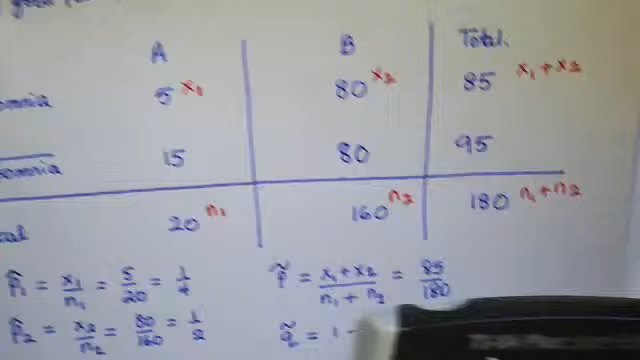 A B Total.
5 x₁ 80 x₂ 85 x₁ + x₂
15 80 95
20 n₁ 160 n₂ 180 n₁ + n₂
p̃₁ = x₁/n₁ = 5/20 = 1/4 p̃ = x₁ + x₂/n₁ + n₂ = 85/180
p̃₂ = x₂/n₂ = 80/160 = 1/2 q̃ = 1 -